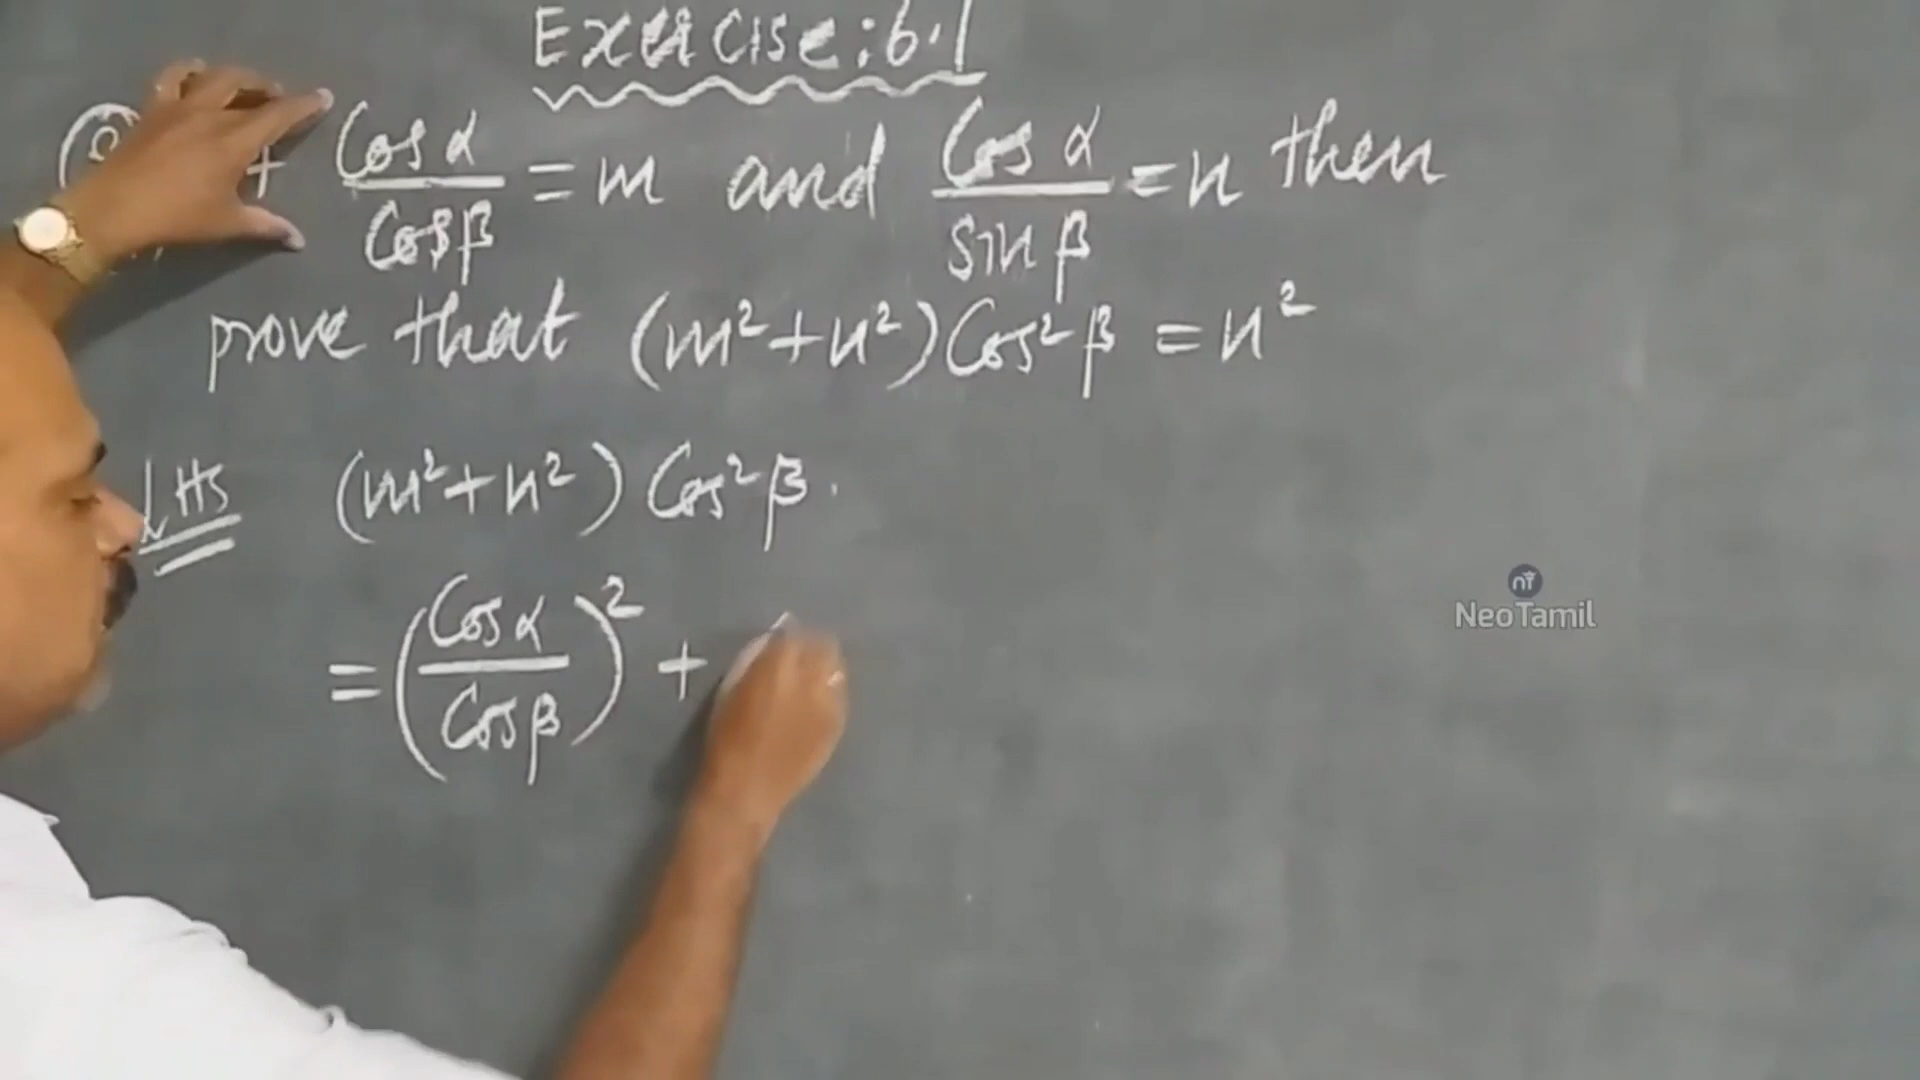 Exercise: 6.1
Cos α / Cos β = m and Cos α / sin β = n then
prove that (m² + n²) Cos² β = n²
LHS (m² + n²) Cos² β.
= (Cos α / Cos β)² +
NeoTamil